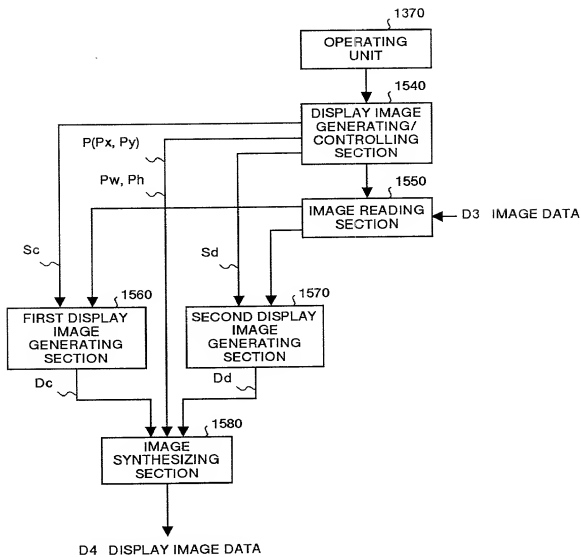 1370
OPERATING
UNIT
1540
DISPLAY IMAGE
GENERATING/
CONTROLLING
SECTION
P(Px, Py)
Pw, Ph
1550
IMAGE READING
SECTION
D3 IMAGE DATA
Sc
Sd
1560
FIRST DISPLAY
IMAGE
GENERATING
SECTION
1570
SECOND DISPLAY
IMAGE
GENERATING
SECTION
Dc
Dd
1580
IMAGE
SYNTHESIZING
SECTION
D4 DISPLAY IMAGE DATA